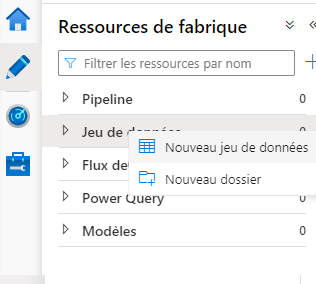 Ressources de fabrique
Filtrer les ressources par nom
Pipeline 0
Jeu de données 0
Nouveau jeu de données
Flux de
Nouveau dossier
Power Query 0
Modèles 0